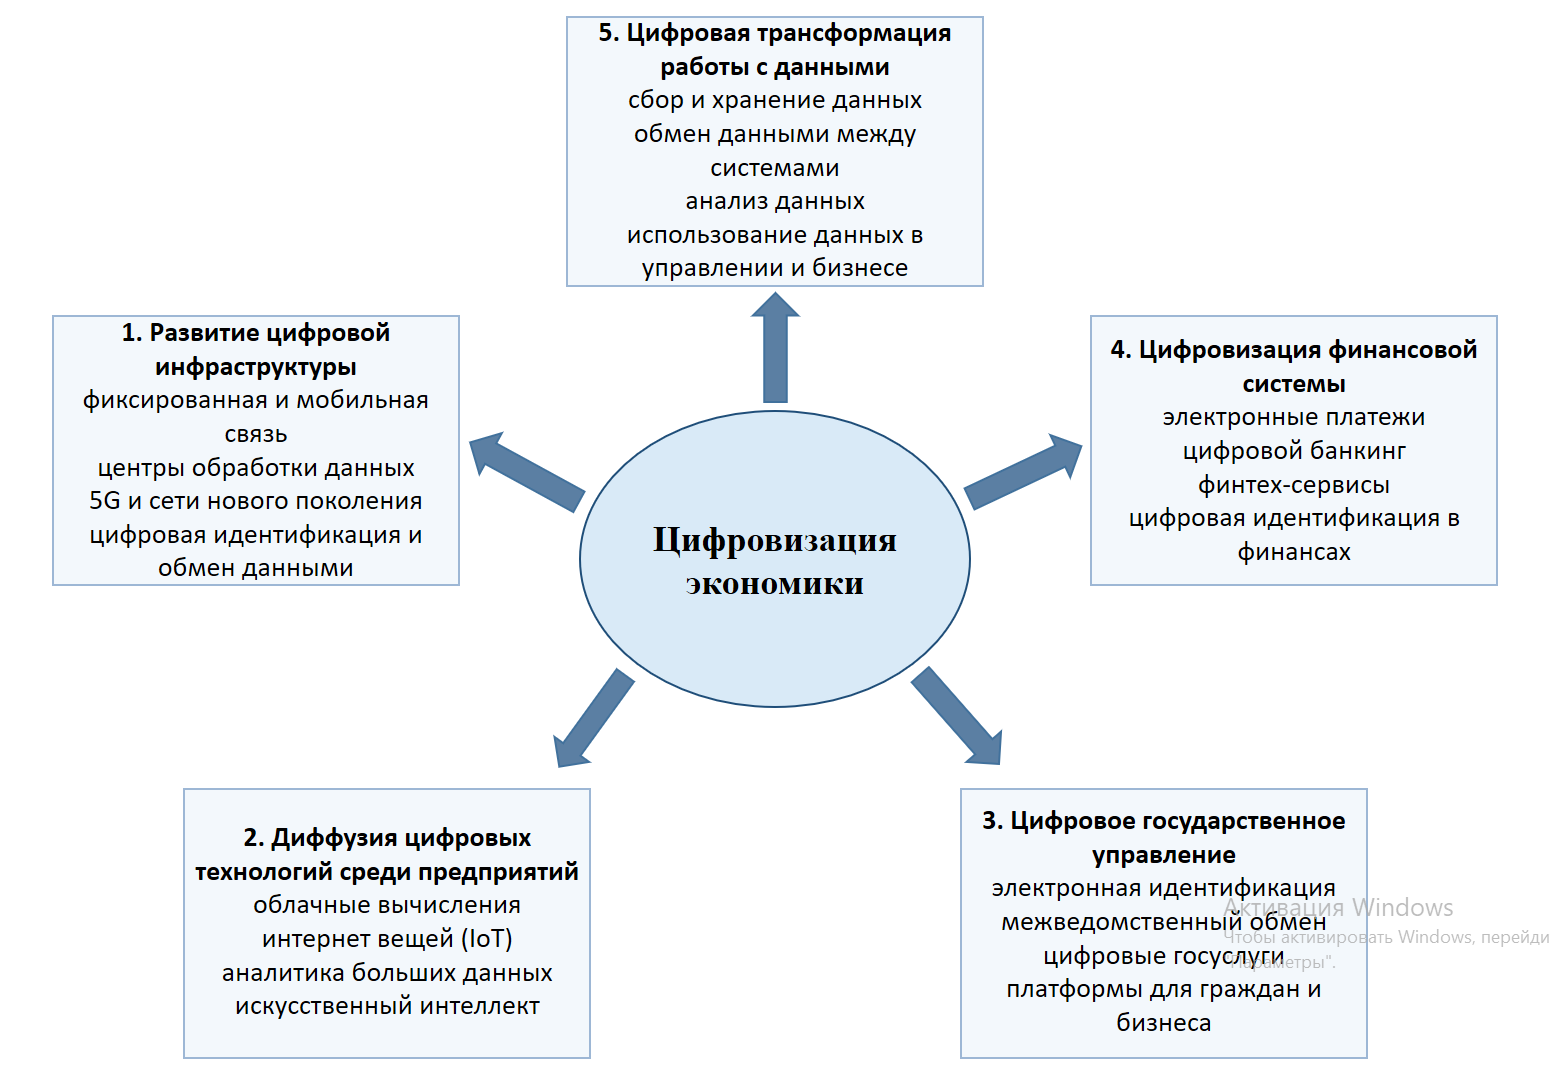 5. Цифровая трансформация
работы с данными
сбор и хранение данных
обмен данными между
системами
анализ данных
использование данных в
управлении и бизнесе
1. Развитие цифровой
инфраструктуры
фиксированная и мобильная
связь
центры обработки данных
5G и сети нового поколения
цифровая идентификация и
обмен данными
4. Цифровизация финансовой
системы
электронные платежи
цифровой банкинг
финтех-сервисы
цифровая идентификация в
финансах
Цифровизация
экономики
2. Диффузия цифровых
технологий среди предприятий
облачные вычисления
интернет вещей (IoT)
аналитика больших данных
искусственный интеллект
3. Цифровое государственное
управление
электронная идентификация
межведомственный обмен
цифровые госуслуги
платформы для граждан и
бизнеса
Активация Windows
Чтобы активировать Windows, перейди
"Параметры".